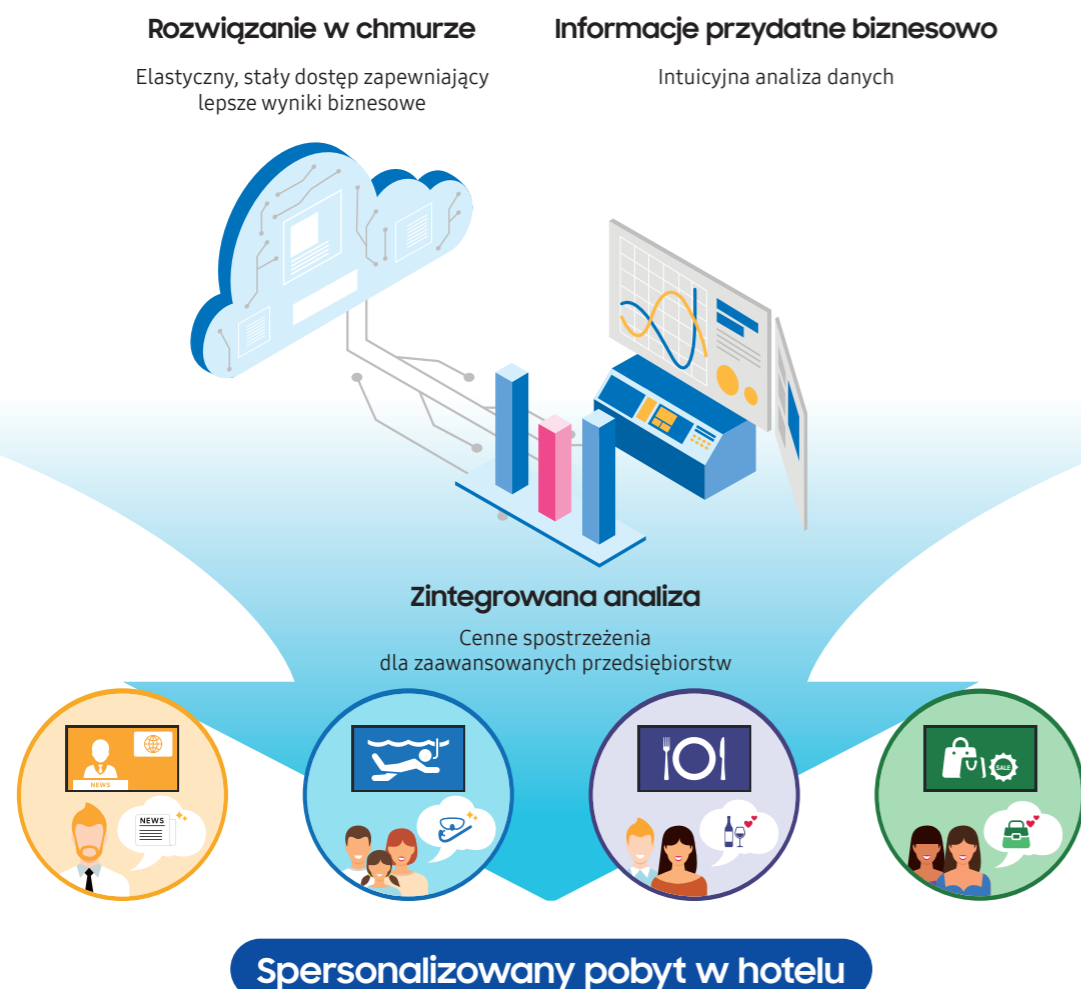 Rozwiązanie w chmurze
Elastyczny, stały dostęp zapewniający
lepsze wyniki biznesowe
Informacje przydatne biznesowo
Intuicyjna analiza danych
Zintegrowana analiza
Cenne spostrzeżenia
dla zaawansowanych przedsiębiorstw
NEWS
NEWS
SALE
Spersonalizowany pobyt w hotelu